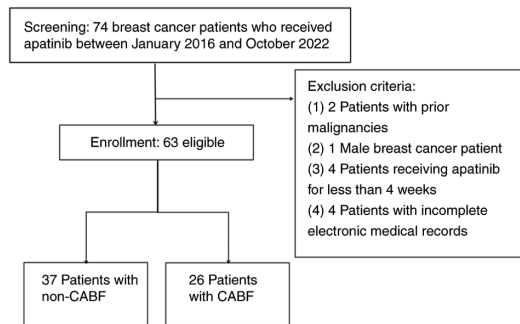 Screening: 74 breast cancer patients who received
apatinib between January 2016 and October 2022
Exclusion criteria:
(1) 2 Patients with prior
malignancies
(2) 1 Male breast cancer patient
(3) 4 Patients receiving apatinib
for less than 4 weeks
(4) 4 Patients with incomplete
electronic medical records
Enrollment: 63 eligible
37 Patients with
non-CABF
26 Patients
with CABF